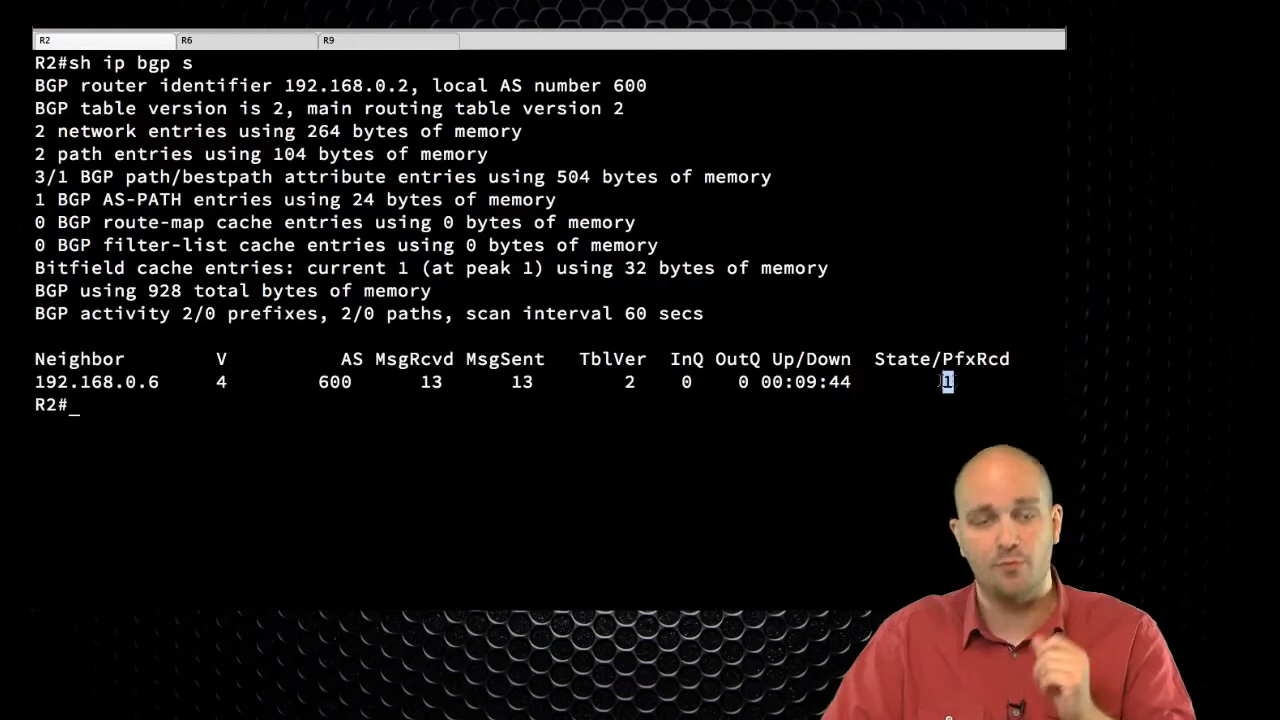 R2 R6 R9
R2#sh ip bgp s
BGP router identifier 192.168.0.2, local AS number 600
BGP table version is 2, main routing table version 2
2 network entries using 264 bytes of memory
2 path entries using 104 bytes of memory
3/1 BGP path/bestpath attribute entries using 504 bytes of memory
1 BGP AS-PATH entries using 24 bytes of memory
0 BGP route-map cache entries using 0 bytes of memory
0 BGP filter-list cache entries using 0 bytes of memory
Bitfield cache entries: current 1 (at peak 1) using 32 bytes of memory
BGP using 928 total bytes of memory
BGP activity 2/0 prefixes, 2/0 paths, scan interval 60 secs
Neighbor V AS MsgRcvd MsgSent TblVer InQ OutQ Up/Down State/PfxRcd
192.168.0.6 4 600 13 13 2 0 0 00:09:44 1
R2#_